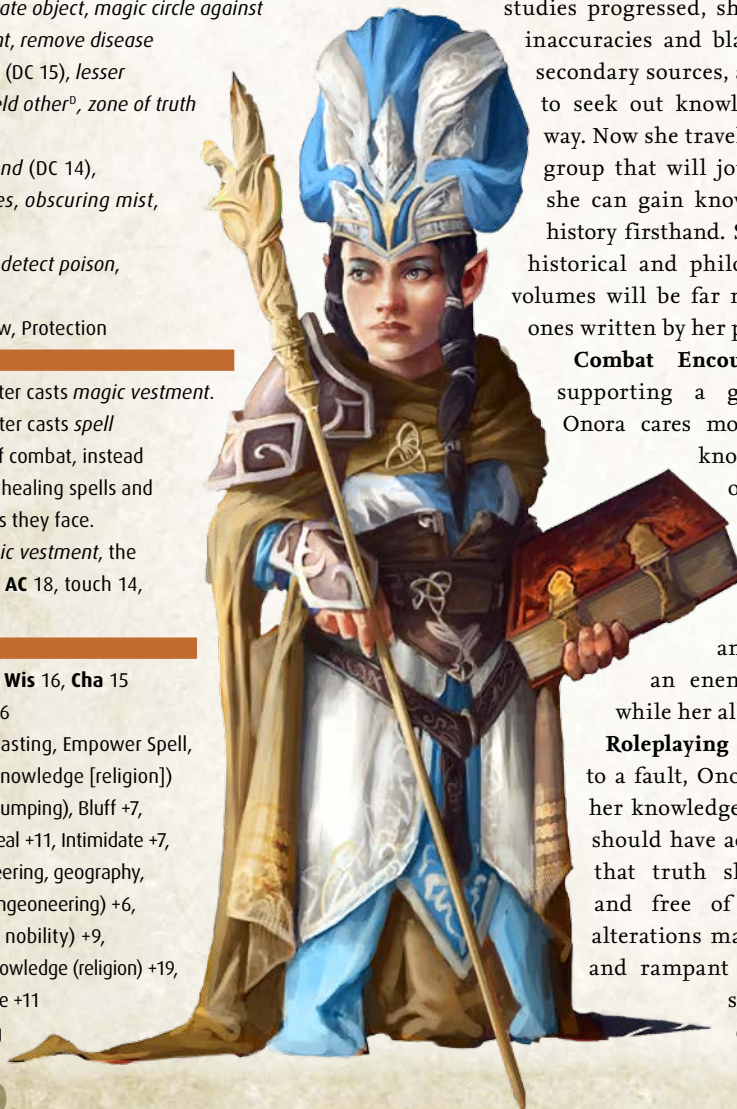 ate object, magic circle against
nt, remove disease
(DC 15), lesser
eld otherᴰ, zone of truth
nd (DC 14),
es, obscuring mist,
detect poison,
w, Protection
ter casts magic vestment.
ter casts spell
f combat, instead
healing spells and
s they face.
ic vestment, the
AC 18, touch 14,
Wis 16, Cha 15
6
asting, Empower Spell,
nowledge [religion])
umping), Bluff +7,
eal +11, Intimidate +7,
eering, geography,
ngeoneering) +6,
nobility) +9,
owledge (religion) +19,
e +11
g
studies progressed, sh
inaccuracies and bla
secondary sources, a
to seek out knowl
way. Now she travel
group that will jou
she can gain know
history firsthand. S
historical and philo
volumes will be far m
ones written by her p
Combat Encou
supporting a g
Onora cares mo
kno
o
an
an enem
while her al
Roleplaying
to a fault, Ono
her knowledge
should have ac
that truth sh
and free of
alterations ma
and rampant
s